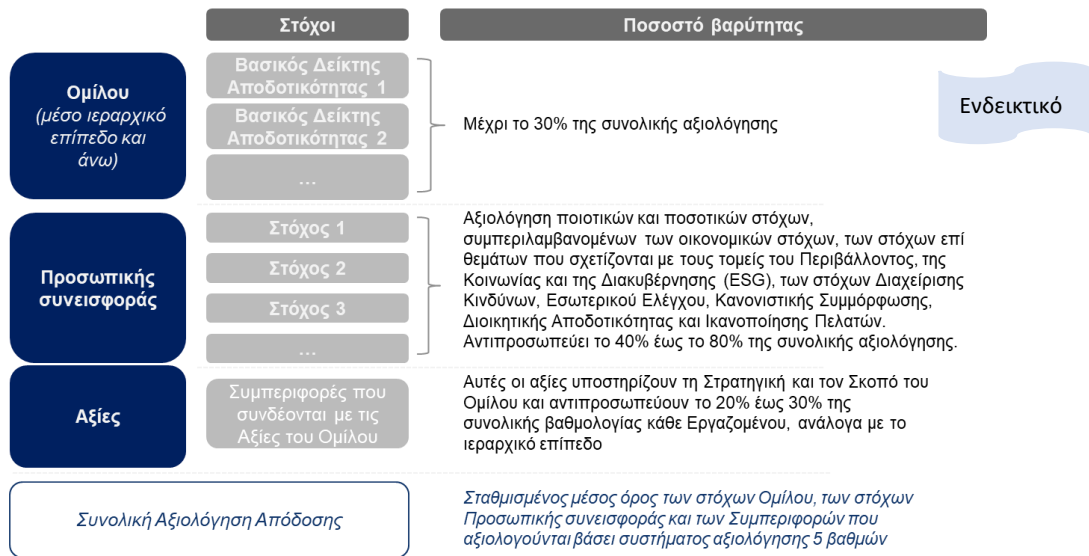 Στόχοι
Ποσοστό βαρύτητας
Ενδεικτικό
Ομίλου
(μέσο ιεραρχικό
επίπεδο και
άνω)
Βασικός Δείκτης
Αποδοτικότητας 1
Βασικός Δείκτης
Αποδοτικότητας 2
...
Μέχρι το 30% της συνολικής αξιολόγησης
Προσωπικής
συνεισφοράς
Στόχος 1
Στόχος 2
Στόχος 3
...
Αξιολόγηση ποιοτικών και ποσοτικών στόχων,
συμπεριλαμβανομένων των οικονομικών στόχων, των στόχων επί
θεμάτων που σχετίζονται με τους τομείς του Περιβάλλοντος, της
Κοινωνίας και της Διακυβέρνησης (ESG), των στόχων Διαχείρισης
Κινδύνων, Εσωτερικού Ελέγχου, Κανονιστικής Συμμόρφωσης,
Διοικητικής Αποδοτικότητας και Ικανοποίησης Πελατών.
Αντιπροσωπεύει το 40% έως το 80% της συνολικής αξιολόγησης.
Αξίες
Συμπεριφορές που
συνδέονται με τις
Αξίες του Ομίλου
Αυτές οι αξίες υποστηρίζουν τη Στρατηγική και τον Σκοπό του
Ομίλου και αντιπροσωπεύουν το 20% έως 30% της
συνολικής βαθμολογίας κάθε Εργαζομένου, ανάλογα με το
ιεραρχικό επίπεδο
Συνολική Αξιολόγηση Απόδοσης
Σταθμισμένος μέσος όρος των στόχων Ομίλου, των στόχων
Προσωπικής συνεισφοράς και των Συμπεριφορών που
αξιολογούνται βάσει συστήματος αξιολόγησης 5 βαθμών